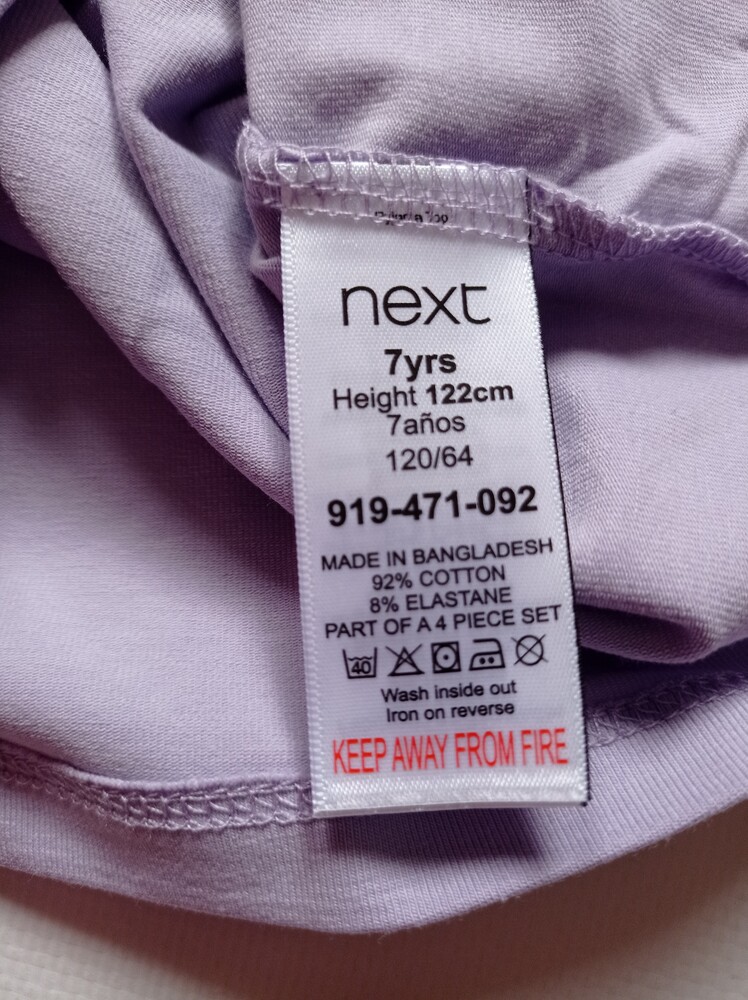 next
7yrs
Height 122cm
7años
120/64
919-471-092
MADE IN BANGLADESH
92% COTTON
8% ELASTANE
PART OF A 4 PIECE SET
40
Wash inside out
Iron on reverse
KEEP AWAY FROM FIRE